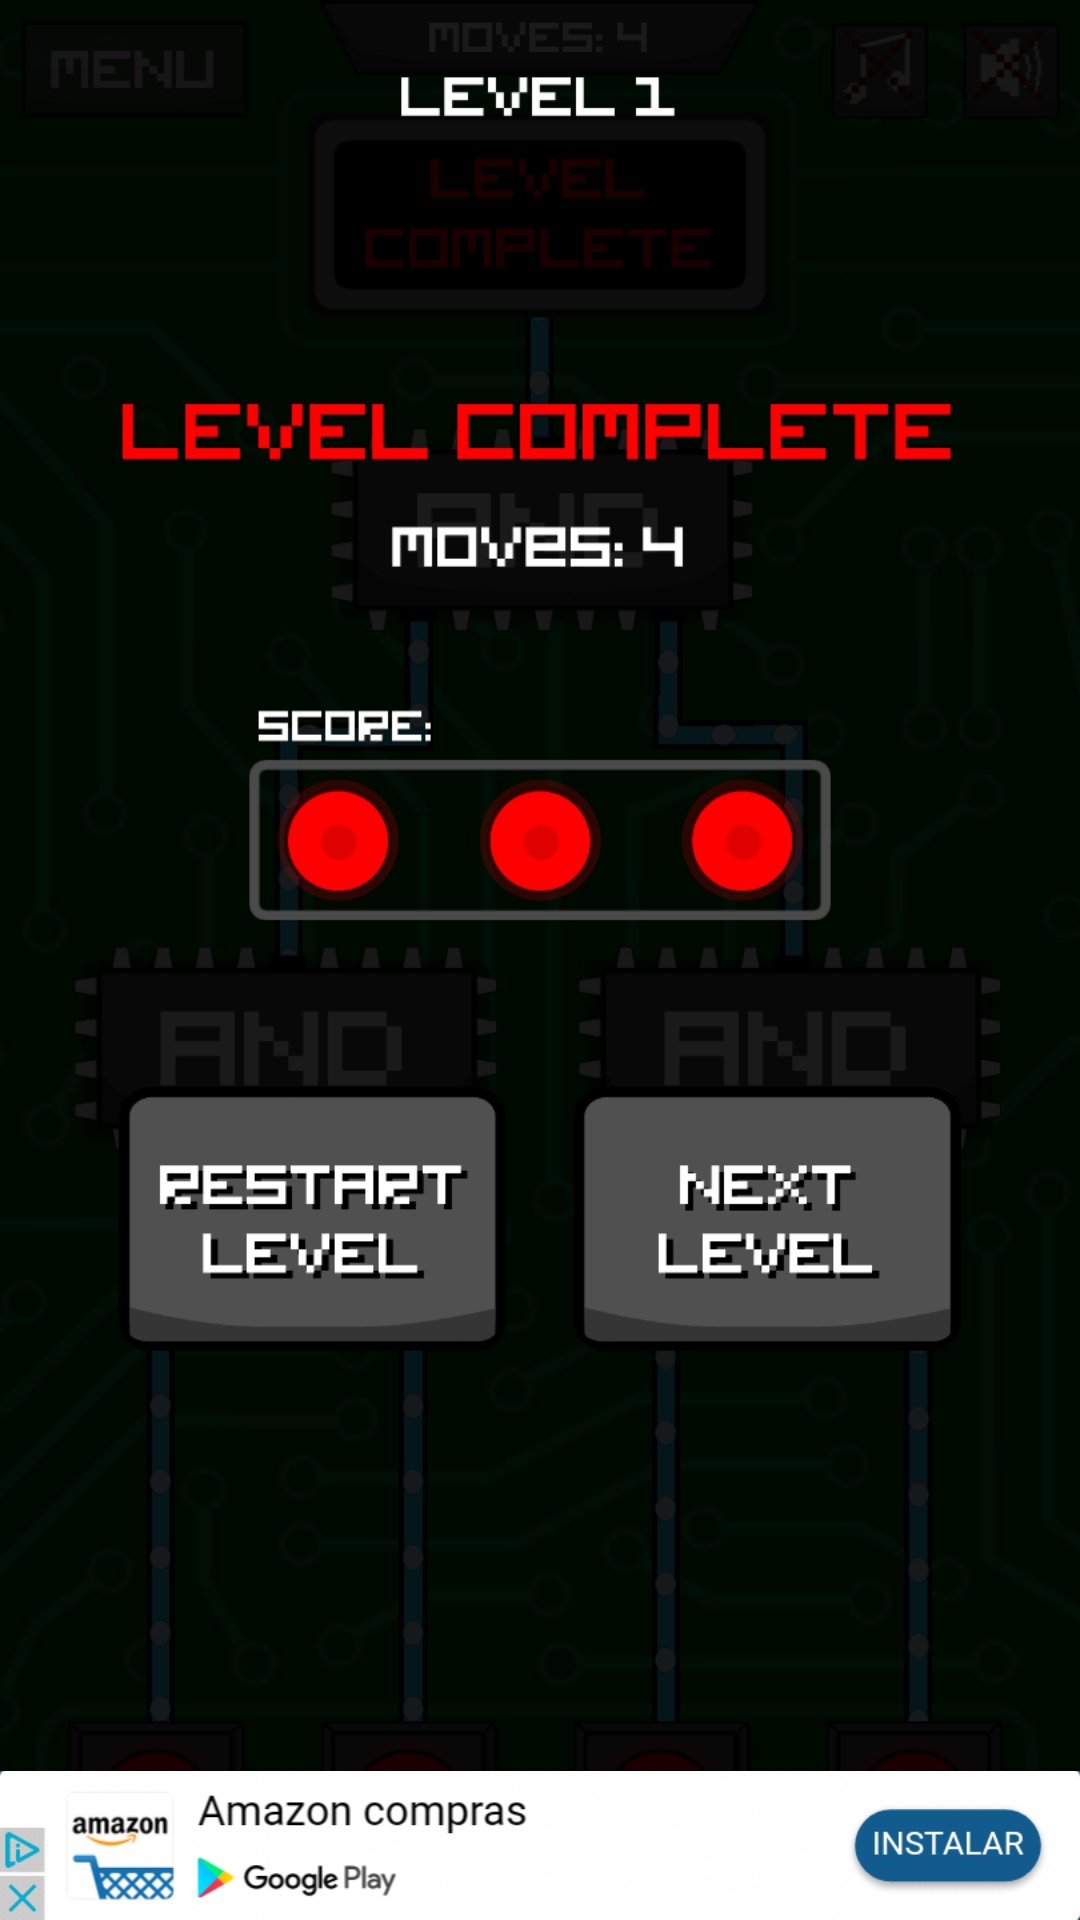 MOVES: 4
MENU
LEVEL 1
LEVEL
COMPLETE
LEVEL COMPLETE
AND
MOVES: 4
SCORE:
AND AND
RESTART
LEVEL
NEXT
LEVEL
amazon
Amazon compras
Google Play
INSTALAR